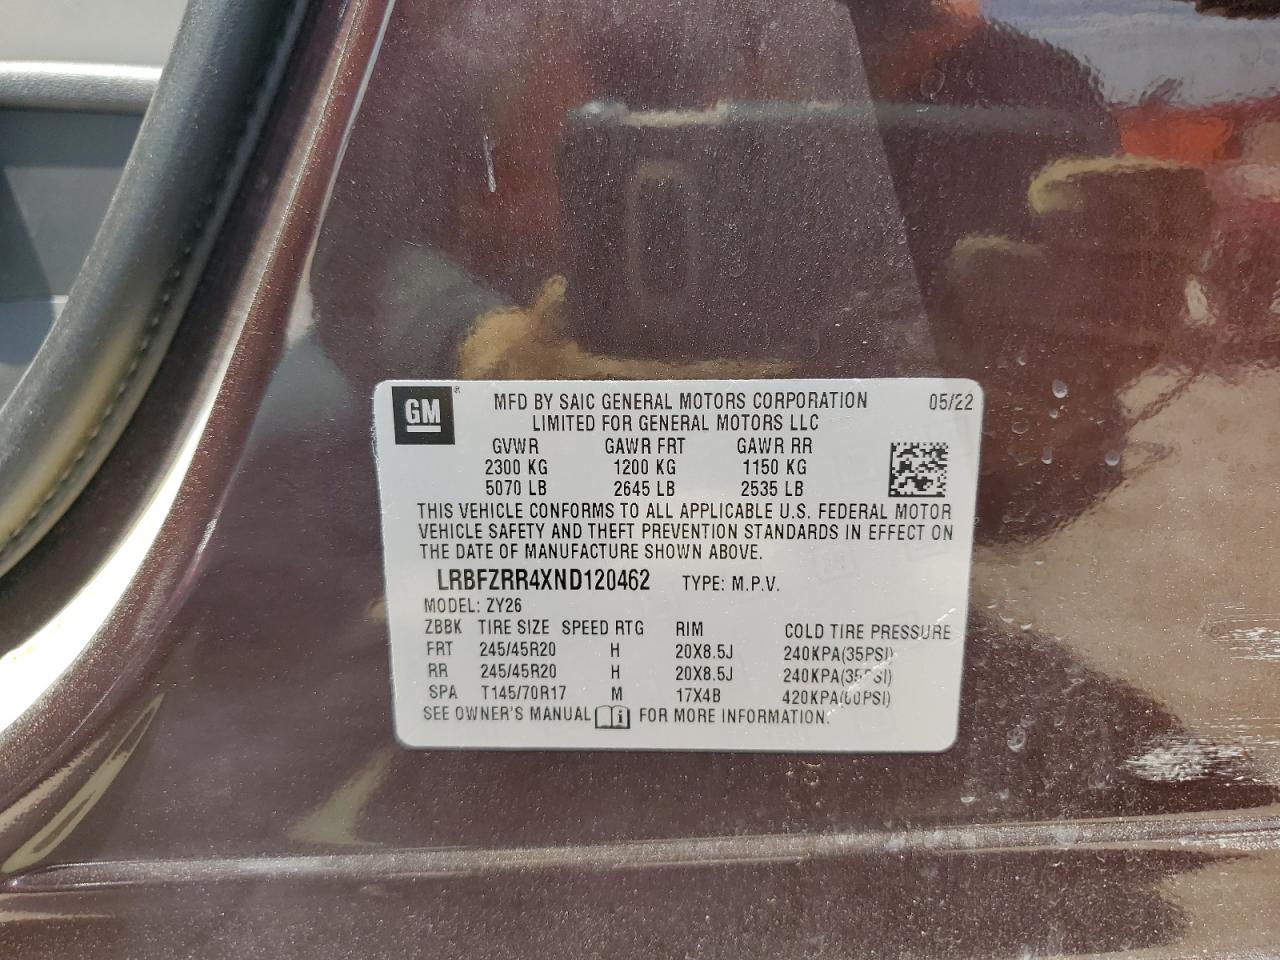 GM ® MFD BY SAIC GENERAL MOTORS CORPORATION 05/22
LIMITED FOR GENERAL MOTORS LLC
GVWR GAWR FRT GAWR RR
2300 KG 1200 KG 1150 KG
5070 LB 2645 LB 2535 LB
THIS VEHICLE CONFORMS TO ALL APPLICABLE U.S. FEDERAL MOTOR
VEHICLE SAFETY AND THEFT PREVENTION STANDARDS IN EFFECT ON
THE DATE OF MANUFACTURE SHOWN ABOVE.
LRBFZRR4XND120462 TYPE: M.P.V.
MODEL: ZY26
ZBBK TIRE SIZE SPEED RTG RIM COLD TIRE PRESSURE
FRT 245/45R20 H 20X8.5J 240KPA(35PSI)
RR 245/45R20 H 20X8.5J 240KPA(35PSI)
SPA T145/70R17 M 17X4B 420KPA(60PSI)
SEE OWNER'S MANUAL FOR MORE INFORMATION.